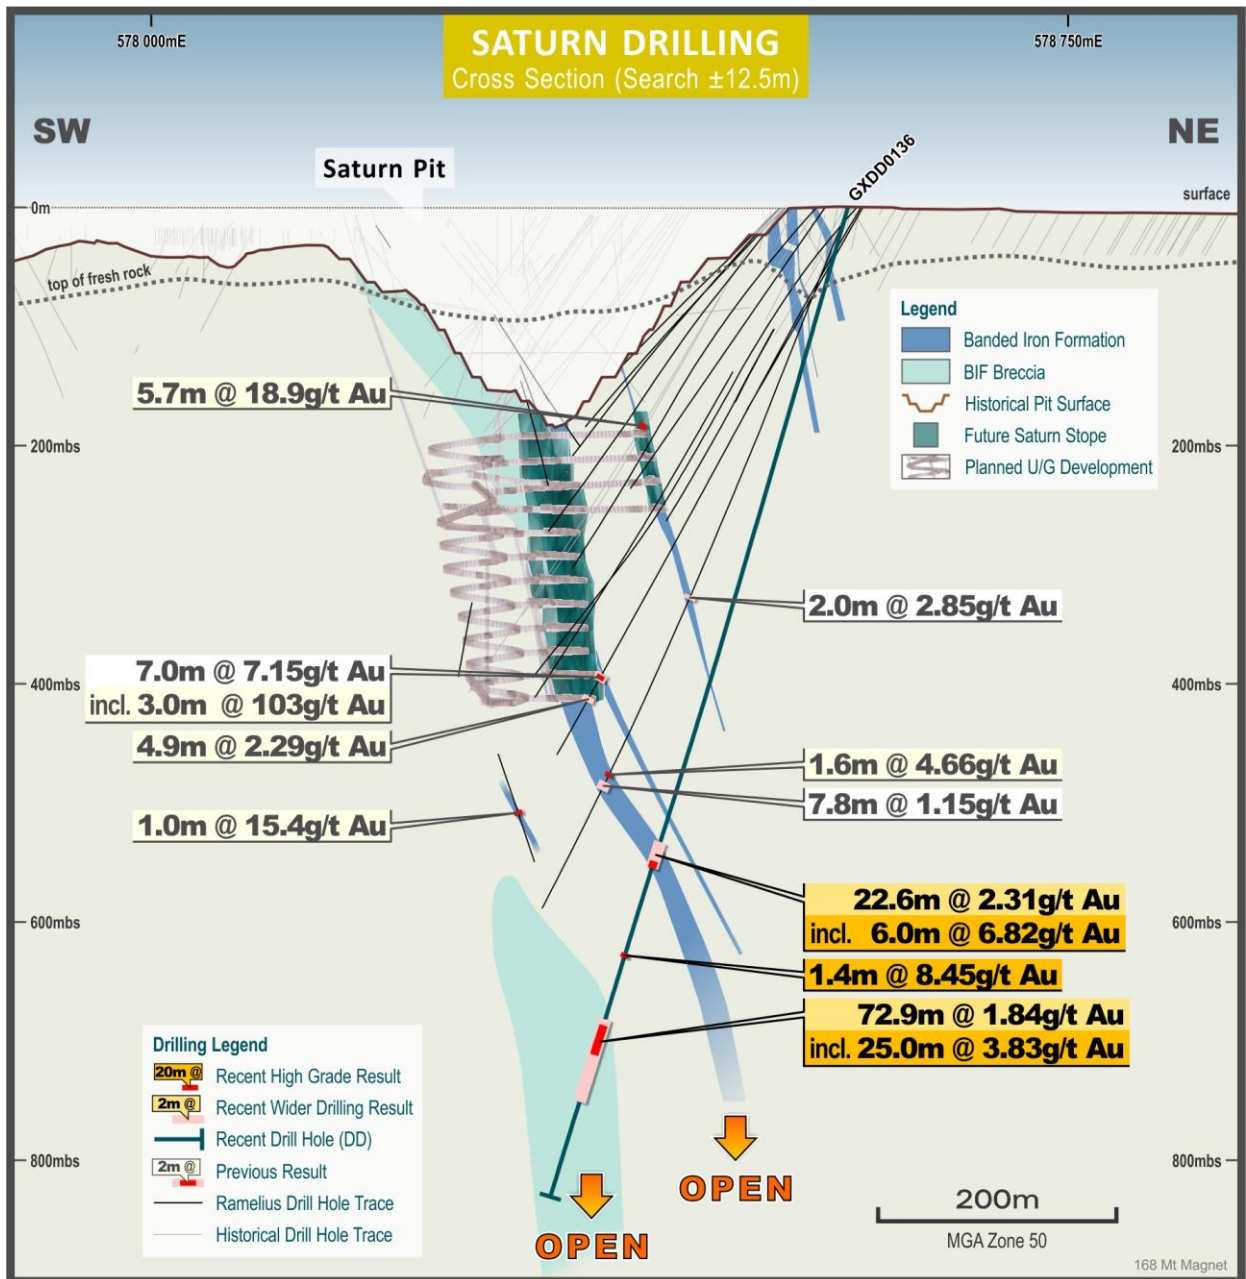 578 000mE
SATURN DRILLING
Cross Section (Search ±12.5m)
578 750mE
SW
NE
Saturn Pit
GXDD0136
0m
surface
top of fresh rock
Legend
Banded Iron Formation
BIF Breccia
Historical Pit Surface
Future Saturn Stope
Planned U/G Development
5.7m @ 18.9g/t Au
200mbs
200mbs
2.0m @ 2.85g/t Au
7.0m @ 7.15g/t Au
incl. 3.0m @ 103g/t Au
4.9m @ 2.29g/t Au
400mbs
400mbs
1.6m @ 4.66g/t Au
7.8m @ 1.15g/t Au
1.0m @ 15.4g/t Au
22.6m @ 2.31g/t Au
incl. 6.0m @ 6.82g/t Au
1.4m @ 8.45g/t Au
72.9m @ 1.84g/t Au
incl. 25.0m @ 3.83g/t Au
600mbs
600mbs
Drilling Legend
20m @
Recent High Grade Result
2m @
Recent Wider Drilling Result
Recent Drill Hole (DD)
2m @
Previous Result
Ramelius Drill Hole Trace
Historical Drill Hole Trace
800mbs
800mbs
OPEN
OPEN
200m
MGA Zone 50
168 Mt Magnet